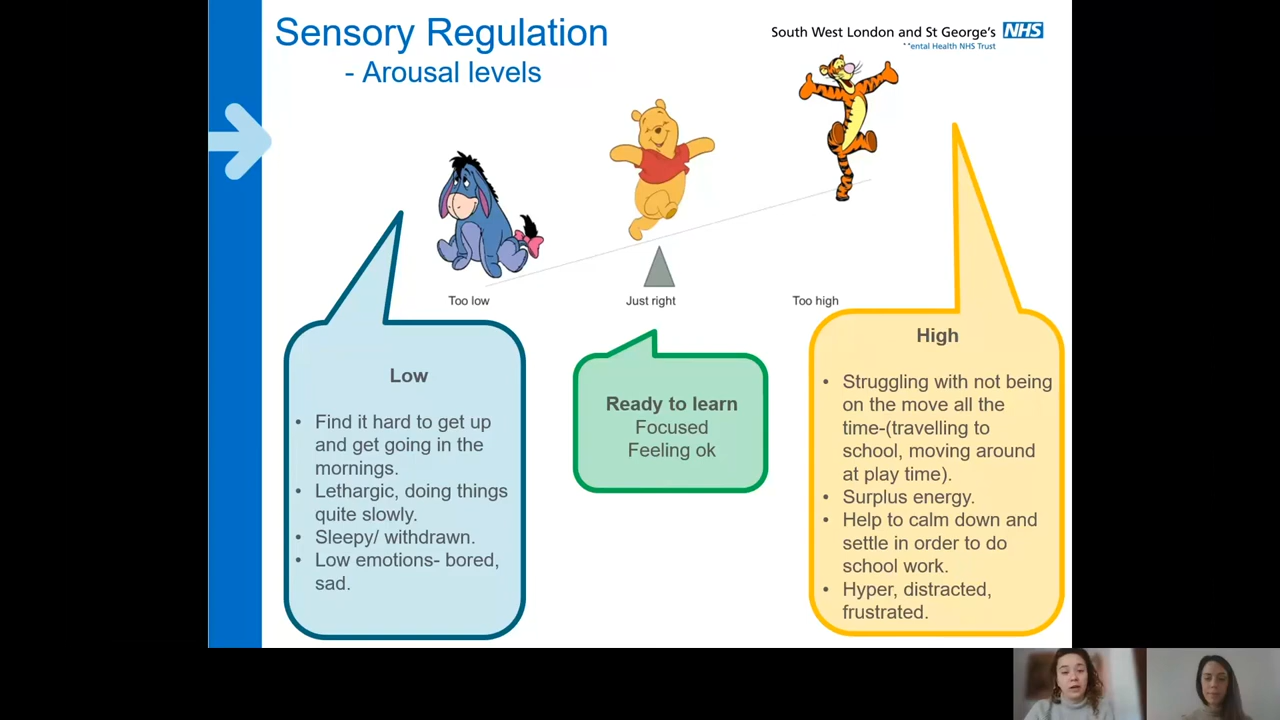 Sensory Regulation
- Arousal levels
South West London and St George's NHS
Mental Health NHS Trust
Too low
Just right
Too high
Low
• Find it hard to get up
and get going in the
mornings.
• Lethargic, doing things
quite slowly.
• Sleepy/ withdrawn.
• Low emotions- bored,
sad.
Ready to learn
Focused
Feeling ok
High
• Struggling with not being
on the move all the
time-(travelling to
school, moving around
at play time).
• Surplus energy.
• Help to calm down and
settle in order to do
school work.
• Hyper, distracted,
frustrated.